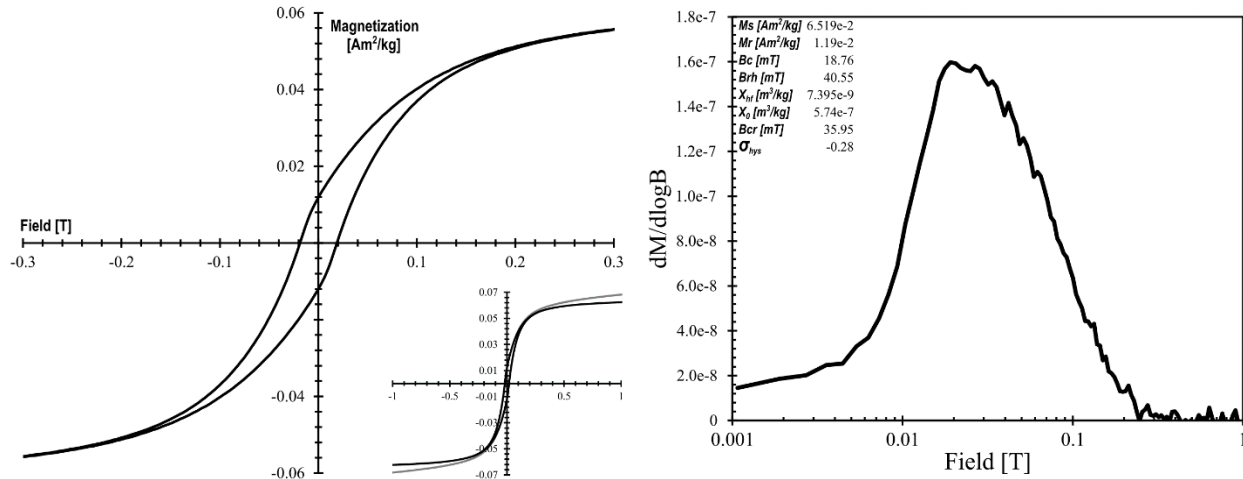 0.06
Magnetization
[Am²/kg]
0.04
0.02
Field [T]
-0.3 -0.2 -0.1 0.1 0.2 0.3
-0.04
-0.06
0.07
0.05
0.03
0.01
-1 -0.01 0.5 1
-0.03
-0.05
-0.07
1.8e-7
1.6e-7
1.4e-7
1.2e-7
1.0e-7
8.0e-8
6.0e-8
4.0e-8
2.0e-8
0
dM/dlogB
Ms [Am²/kg] 6.519e-2
Mr [Am²/kg] 1.19e-2
Bc [mT] 18.76
Brh [mT] 40.55
X_hf [m³/kg] 7.395e-9
X_0 [m³/kg] 5.74e-7
Bcr [mT] 35.95
σ_hys -0.28
0.001 0.01 0.1 1
Field [T]